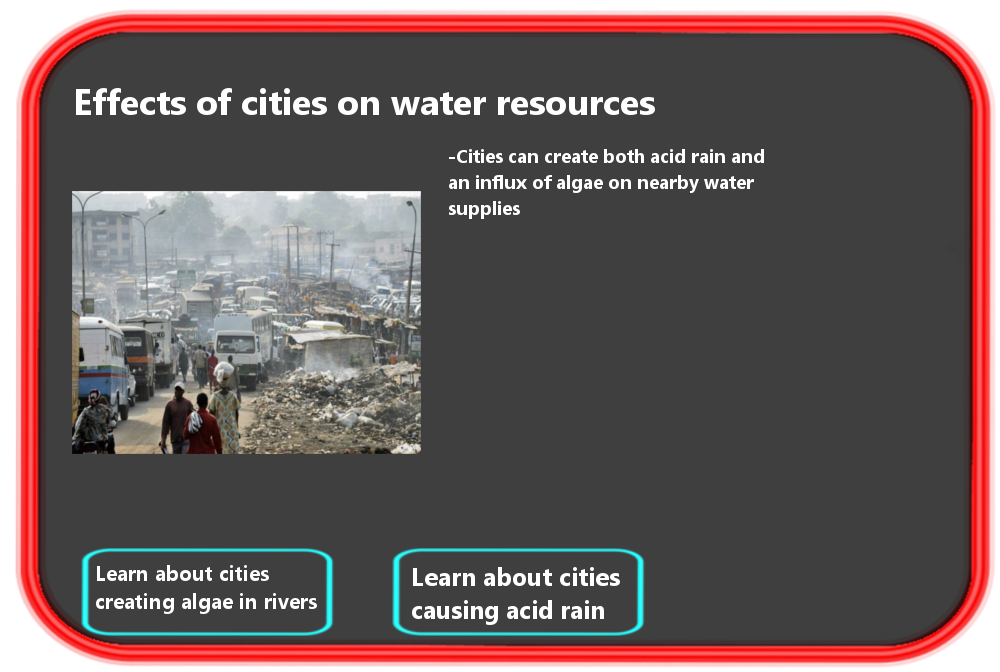 Effects of cities on water resources
-Cities can create both acid rain and
an influx of algae on nearby water
supplies
Learn about cities
creating algae in rivers
Learn about cities
causing acid rain